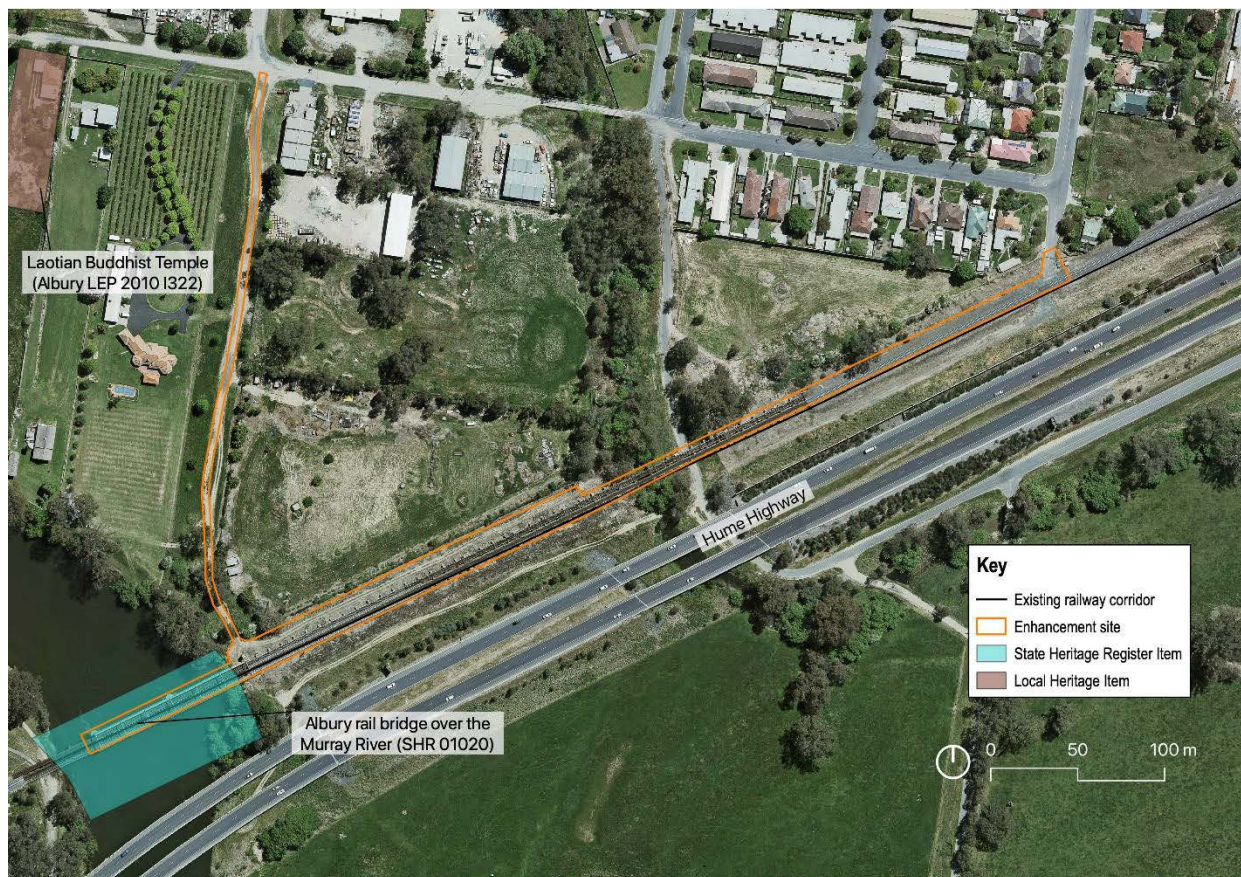 Laotian Buddhist Temple
(Albury LEP 2010 I322)
Hume Highway
Albury rail bridge over the
Murray River (SHR 01020)
Key
Existing railway corridor
Enhancement site
State Heritage Register Item
Local Heritage Item
0 50 100 m